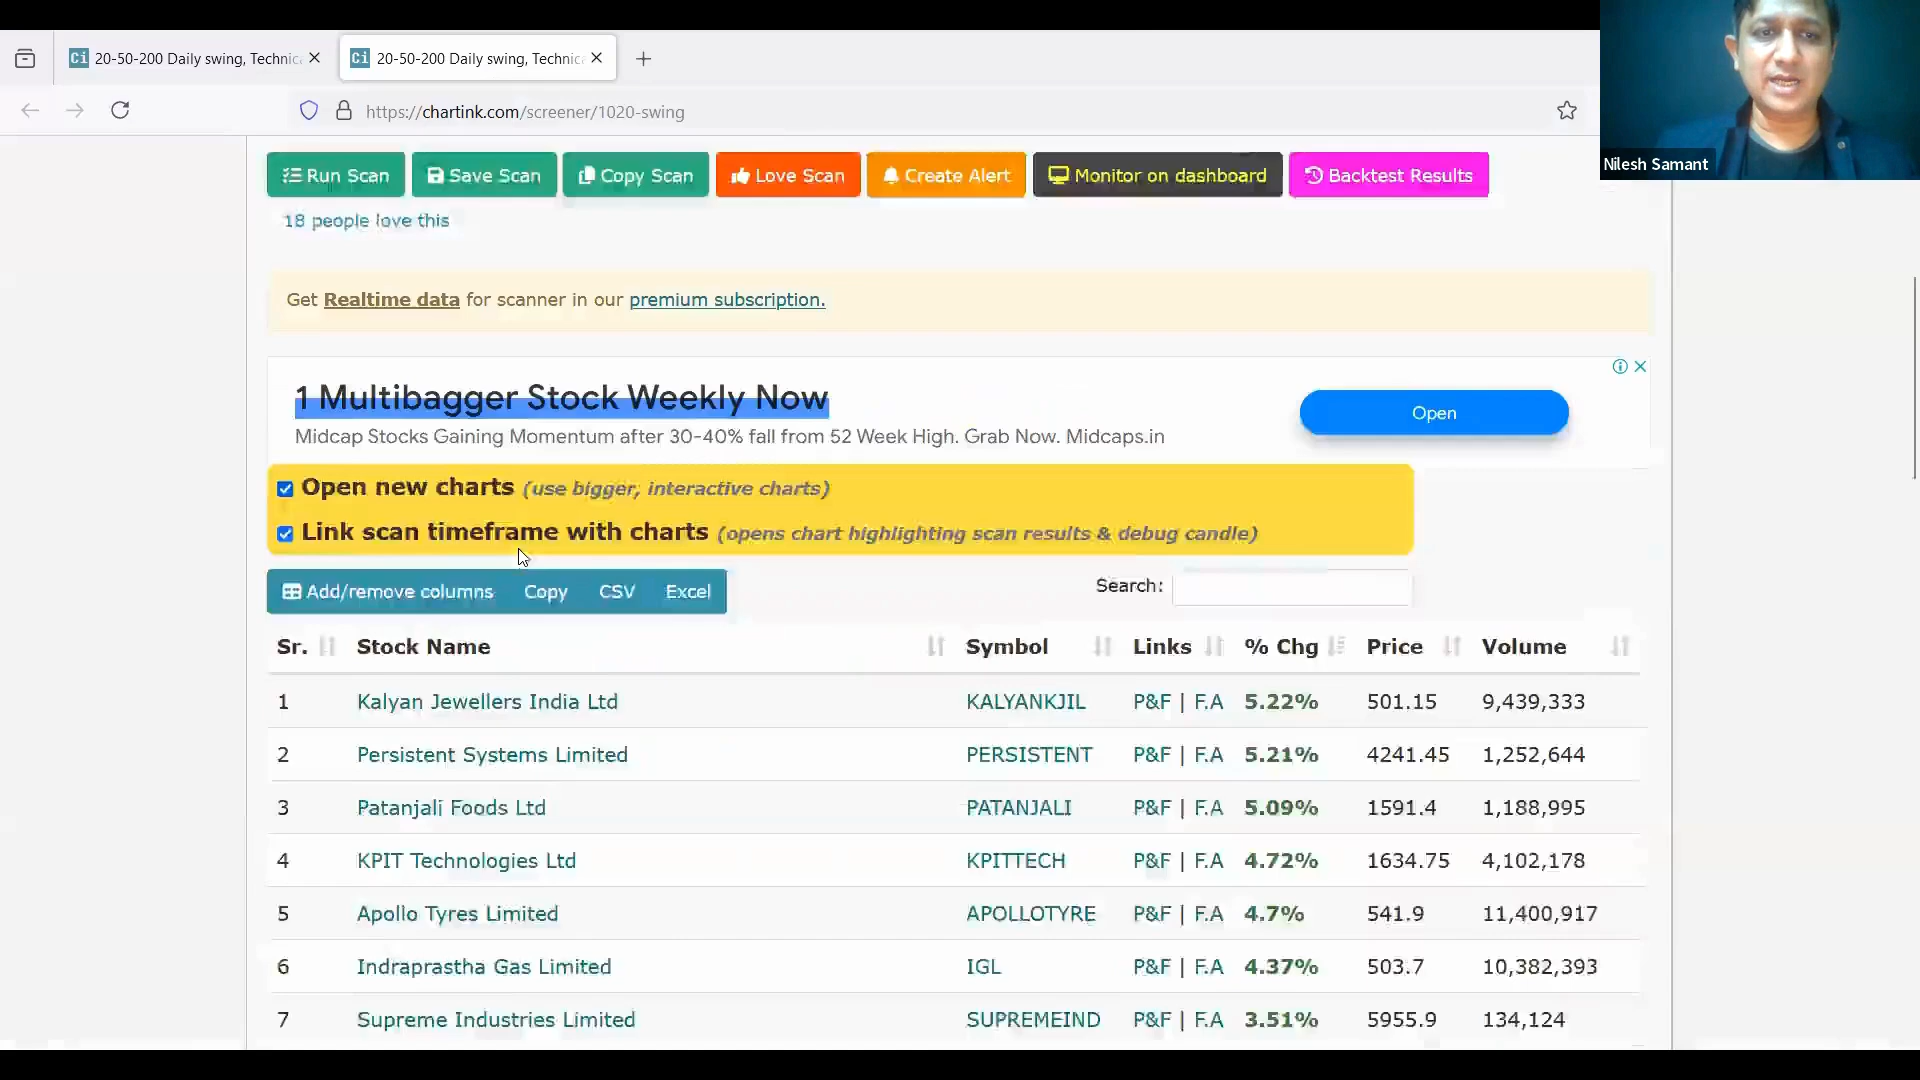 Ci 20-50-200 Daily swing, Technic
Ci 20-50-200 Daily swing, Technic
https://chartink.com/screener/1020-swing
Nilesh Samant
Run Scan Save Scan Copy Scan Love Scan Create Alert Monitor on dashboard Backtest Results
18 people love this
Get Realtime data for scanner in our premium subscription.
1 Multibagger Stock Weekly Now
Midcap Stocks Gaining Momentum after 30-40% fall from 52 Week High. Grab Now. Midcaps.in
Open
Open new charts (use bigger, interactive charts)
Link scan timeframe with charts (opens chart highlighting scan results & debug candle)
Add/remove columns Copy CSV Excel Search:
Sr. Stock Name Symbol Links % Chg Price Volume
1 Kalyan Jewellers India Ltd KALYANKJIL P&F | F.A 5.22% 501.15 9,439,333
2 Persistent Systems Limited PERSISTENT P&F | F.A 5.21% 4241.45 1,252,644
3 Patanjali Foods Ltd PATANJALI P&F | F.A 5.09% 1591.4 1,188,995
4 KPIT Technologies Ltd KPITTECH P&F | F.A 4.72% 1634.75 4,102,178
5 Apollo Tyres Limited APOLLOTYRE P&F | F.A 4.7% 541.9 11,400,917
6 Indraprastha Gas Limited IGL P&F | F.A 4.37% 503.7 10,382,393
7 Supreme Industries Limited SUPREMEIND P&F | F.A 3.51% 5955.9 134,124